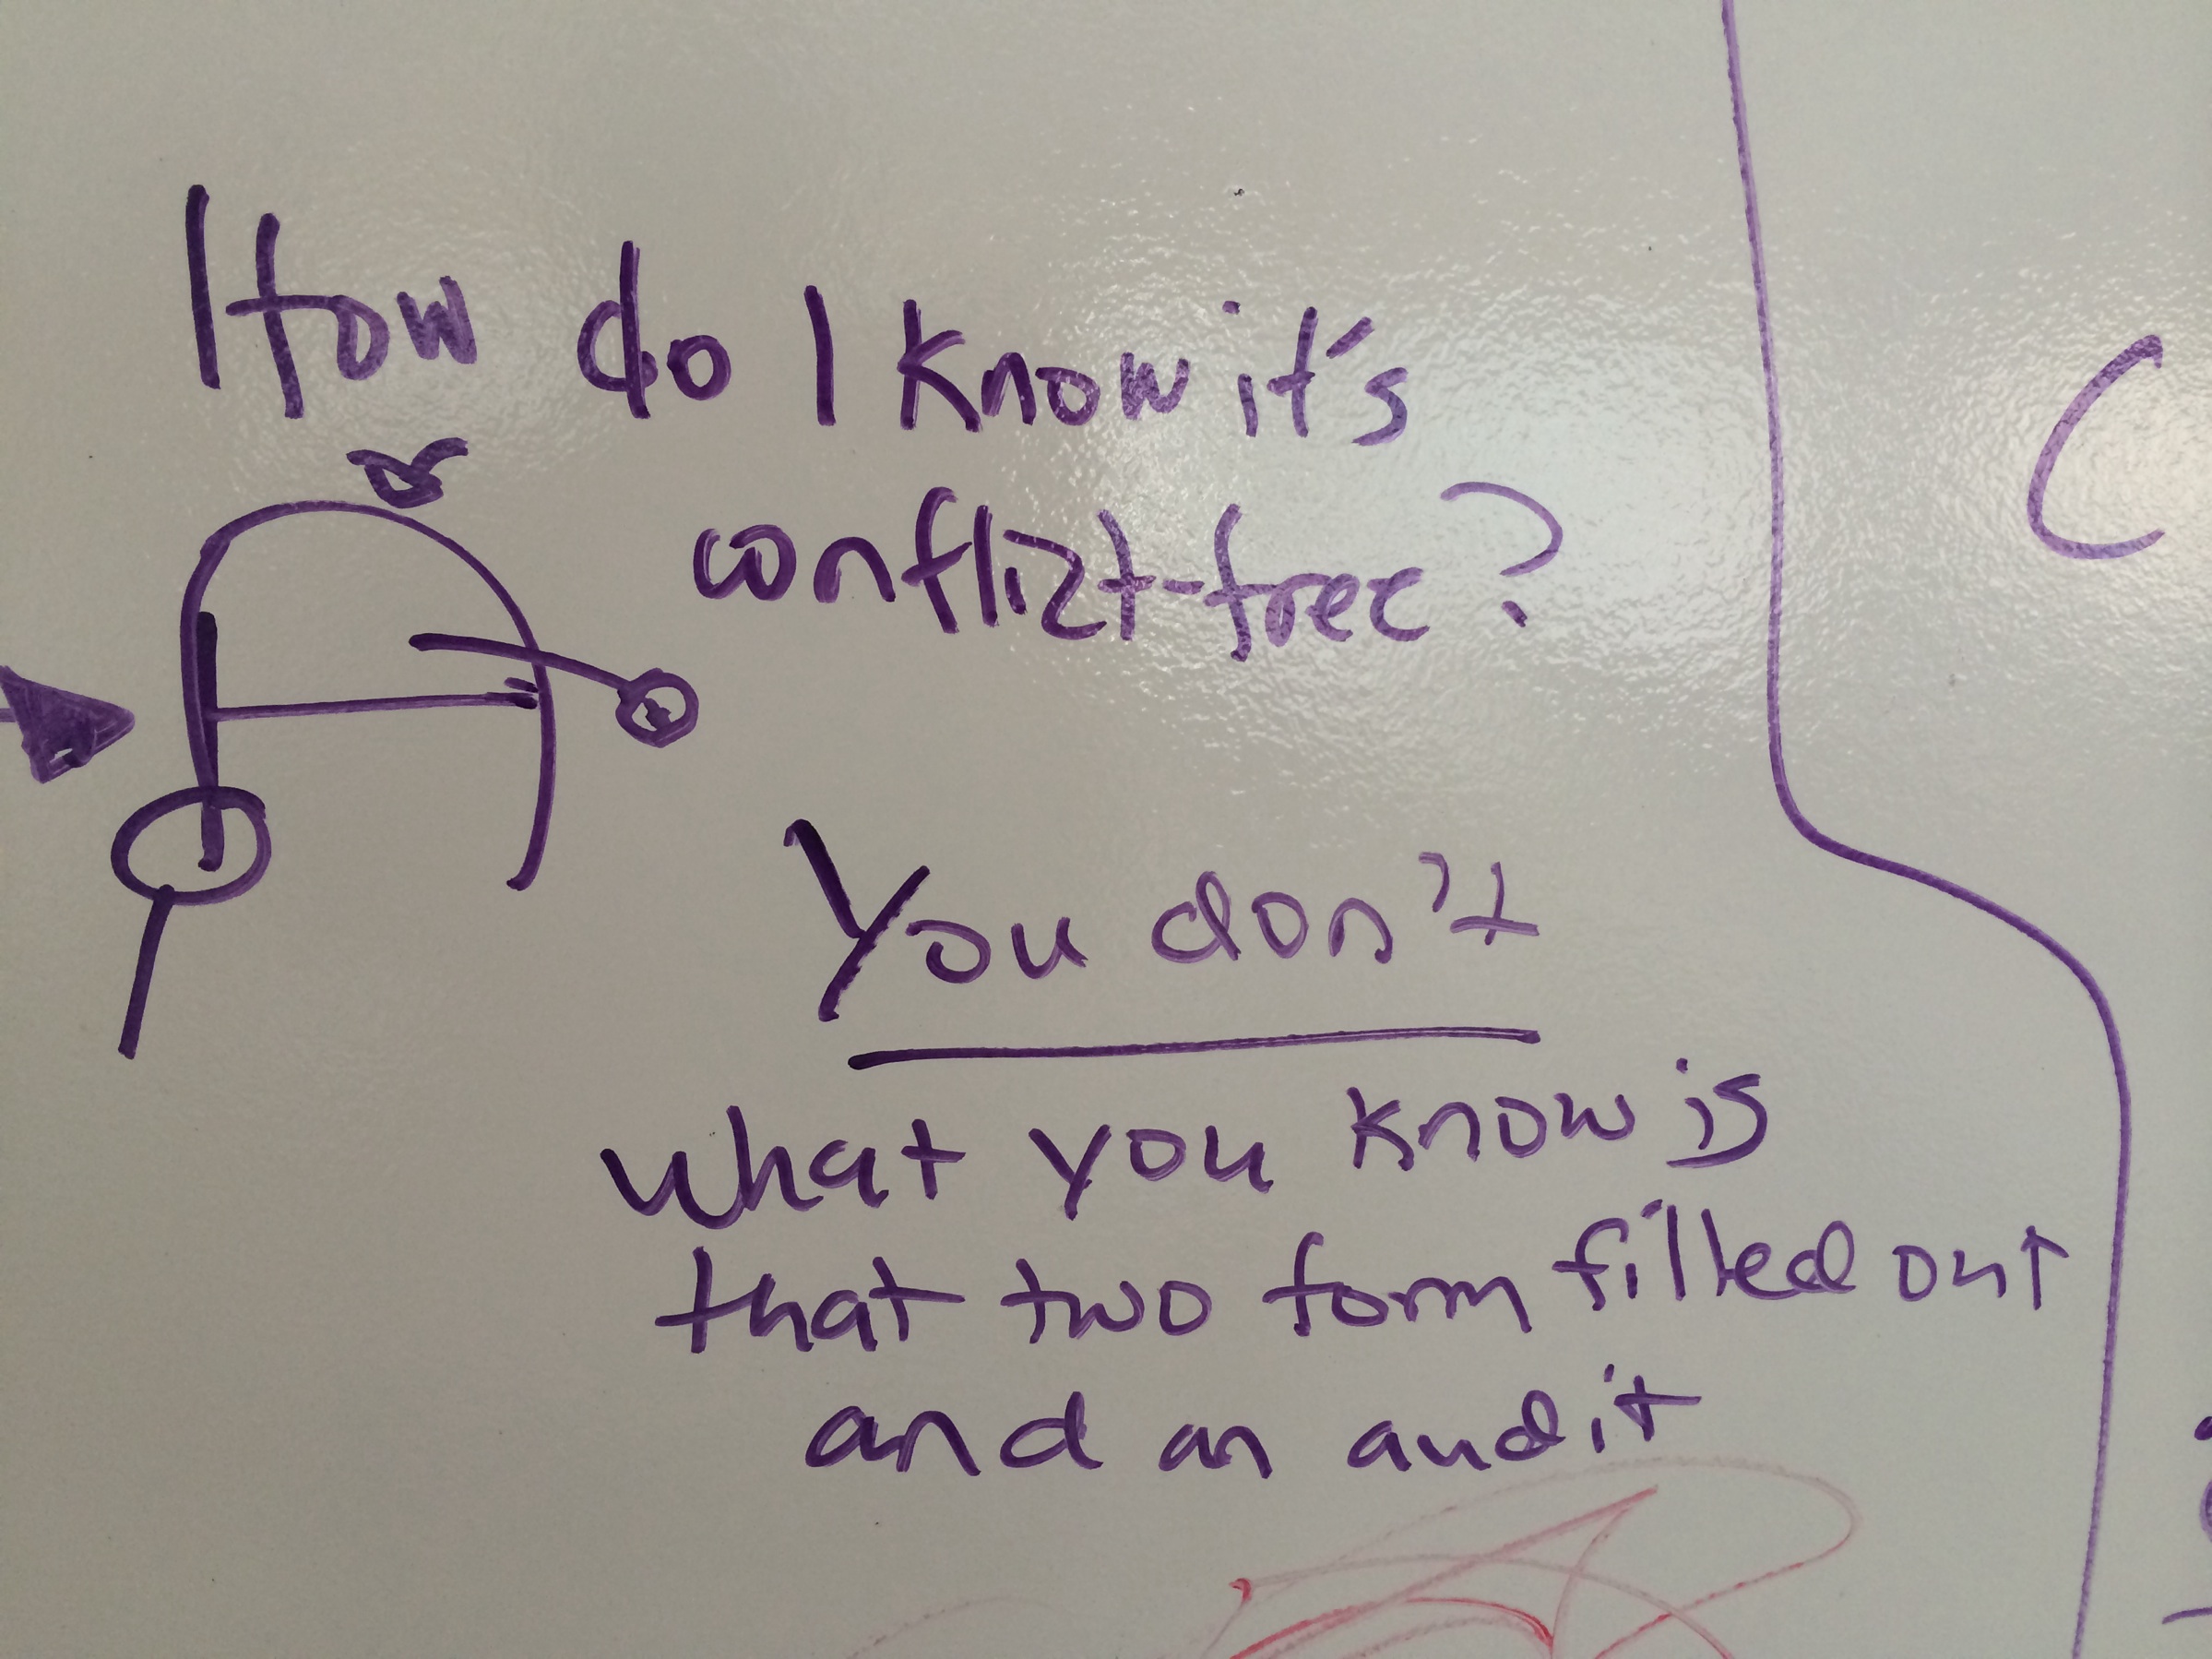 How do I know it's
conflict-free?
You don't
what you know is
that two form filled out
and an audit
C